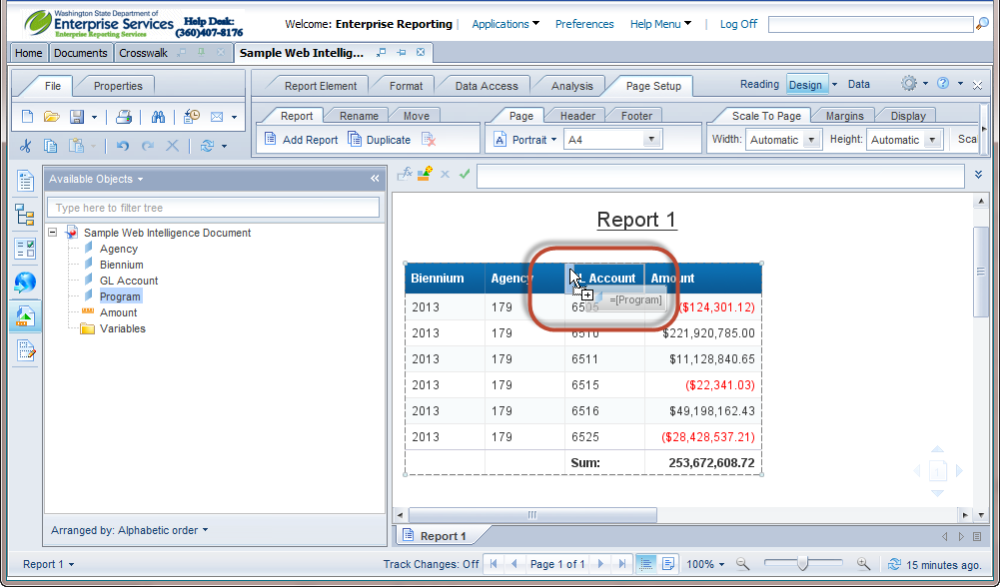 Washington State Department of
Enterprise Services
Enterprise Reporting Services
Help Desk:
(360)407-8176
Welcome: Enterprise Reporting | Applications Preferences Help Menu | Log Off
Home Documents Crosswalk Sample Web Intellig...
File Properties
Report Element Format Data Access Analysis Page Setup
Reading Design Data
Report Rename Move
Page Header Footer
Scale To Page Margins Display
Add Report Duplicate
Portrait A4
Width: Automatic Height: Automatic Sca
Available Objects
Type here to filter tree
Sample Web Intelligence Document
Agency
Biennium
GL Account
Program
Amount
Variables
Arranged by: Alphabetic order
Report 1
Biennium Agency GL Account Amount
=[Program]
2013 179 6505 ($124,301.12)
2013 179 6510 $221,920,785.00
2013 179 6511 $11,128,840.65
2013 179 6515 ($22,341.03)
2013 179 6516 $49,198,162.43
2013 179 6525 ($28,428,537.21)
Sum: 253,672,608.72
1
Report 1
Report 1
Track Changes: Off Page 1 of 1 100% 15 minutes ago.